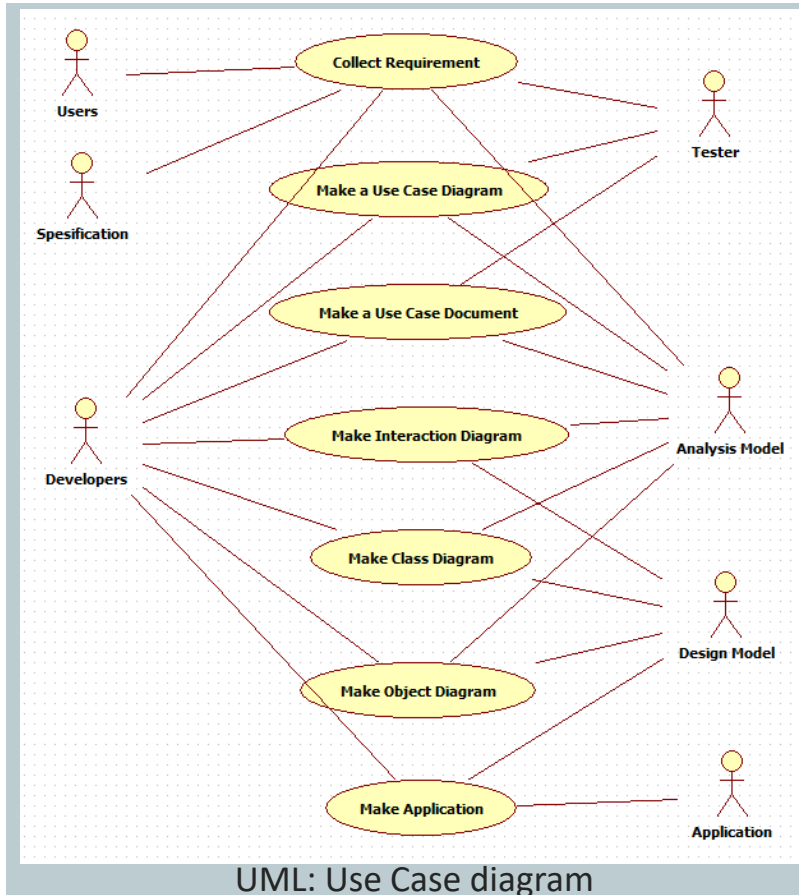 Collect Requirement
Users
Tester
Make a Use Case Diagram
Spesification
Make a Use Case Document
Make Interaction Diagram
Analysis Model
Developers
Make Class Diagram
Design Model
Make Object Diagram
Make Application
Application
UML: Use Case diagram